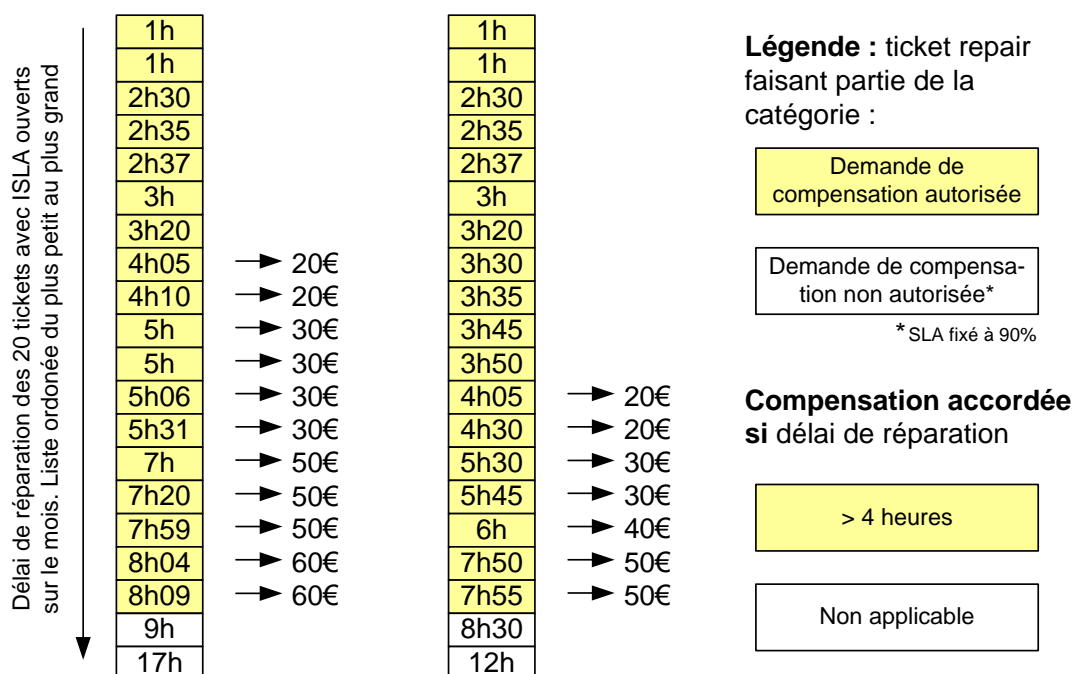 Délai de réparation des 20 tickets avec ISLA ouverts
sur le mois. Liste ordonée du plus petit au plus grand
1h
1h
2h30
2h35
2h37
3h
3h20
4h05 20€
4h10 20€
5h 30€
5h 30€
5h06 30€
5h31 30€
7h 50€
7h20 50€
7h59 50€
8h04 60€
8h09 60€
9h
17h
1h
1h
2h30
2h35
2h37
3h
3h20
3h30
3h35
3h45
3h50
4h05 20€
4h30 20€
5h30 30€
5h45 30€
6h 40€
7h50 50€
7h55 50€
8h30
12h
Légende : ticket repair
faisant partie de la
catégorie :
Demande de
compensation autorisée
Demande de compensa-
tion non autorisée*
* SLA fixé à 90%
Compensation accordée
si délai de réparation
> 4 heures
Non applicable